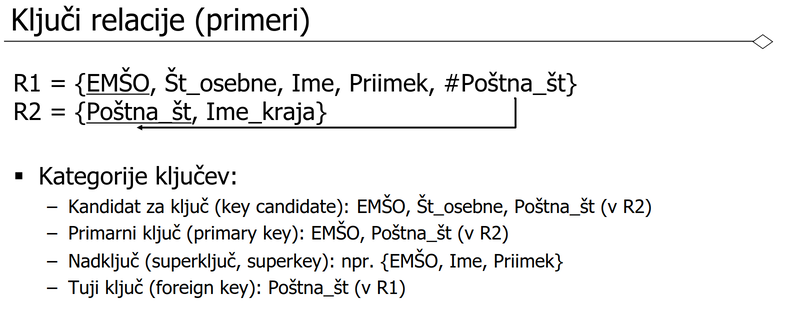 Ključi relacije (primeri)
R1 = {EMŠO, Št_osebne, Ime, Priimek, #Poštna_št}
R2 = {Poštna_št, Ime_kraja}
▪ Kategorije ključev:
– Kandidat za ključ (key candidate): EMŠO, Št_osebne, Poštna_št (v R2)
– Primarni ključ (primary key): EMŠO, Poštna_št (v R2)
– Nadključ (superključ, superkey): npr. {EMŠO, Ime, Priimek}
– Tuji ključ (foreign key): Poštna_št (v R1)